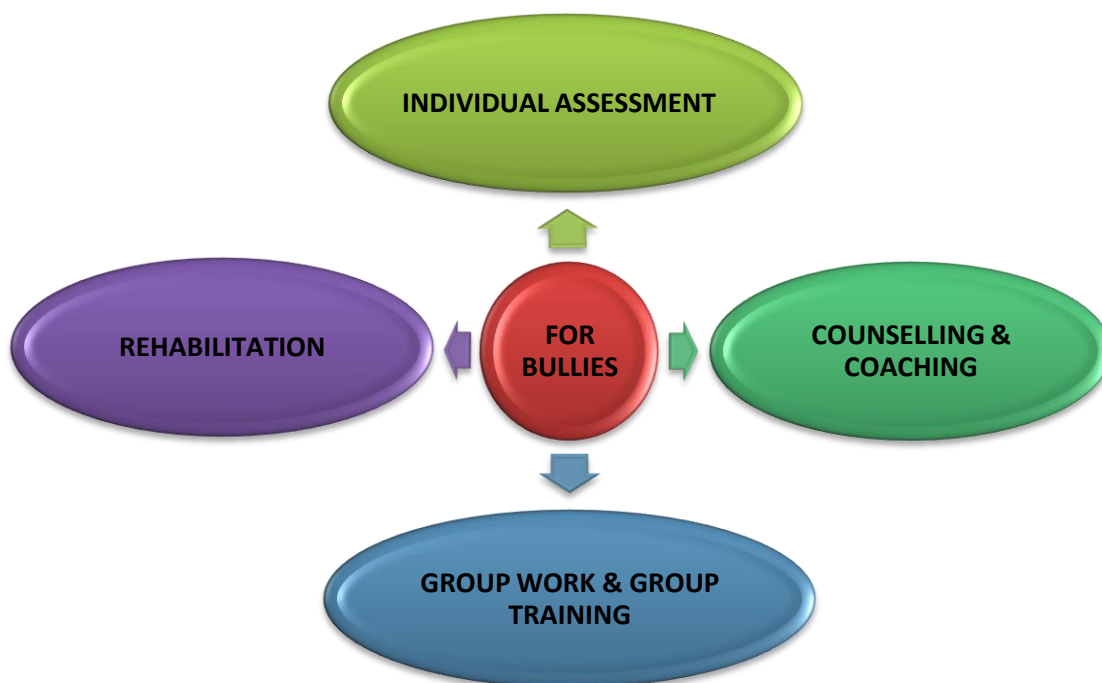 INDIVIDUAL ASSESSMENT
REHABILITATION
FOR
BULLIES
COUNSELLING &
COACHING
GROUP WORK & GROUP
TRAINING